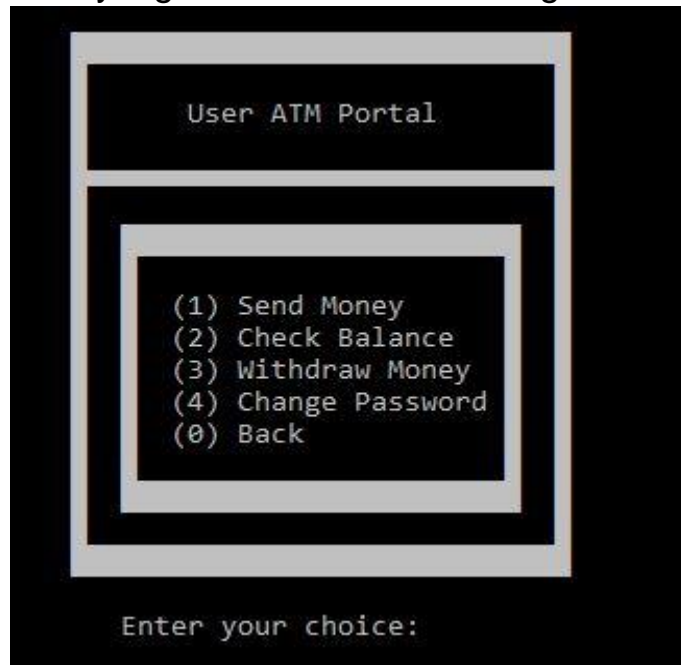 User ATM Portal
(1) Send Money
(2) Check Balance
(3) Withdraw Money
(4) Change Password
(0) Back
Enter your choice: